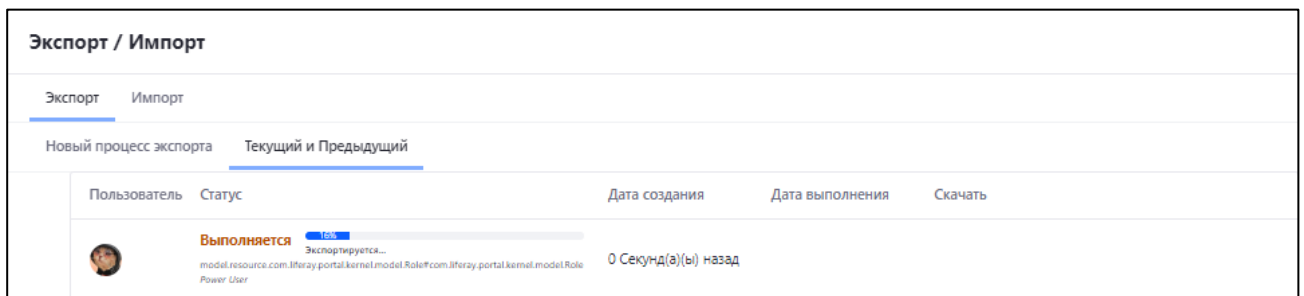 Экспорт / Импорт
Экспорт Импорт
Новый процесс экспорта Текущий и Предыдущий
Пользователь Статус Дата создания Дата выполнения Скачать
Выполняется 16%
Экспортируется...
model.resource.com.liferay.portal.kernel.model.Role#com.liferay.portal.kernel.model.Role 0 Секунд(а)(ы) назад
Power User